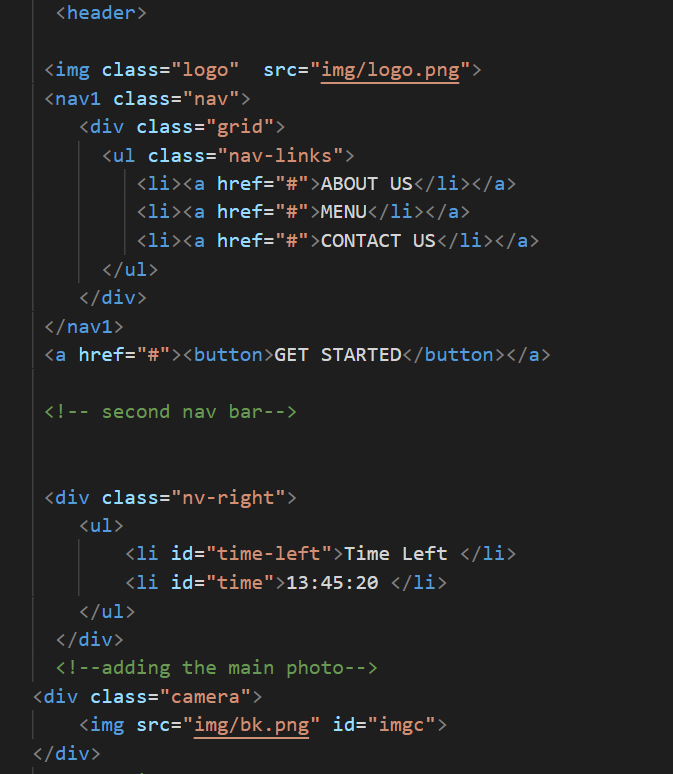 <header>
<img class="logo"  src="img/logo.png">
<nav1 class="nav">
<div class="grid">
<ul class="nav-links">
<li><a href="#">ABOUT US</li></a>
<li><a href="#">MENU</li></a>
<li><a href="#">CONTACT US</li></a>
</ul>
</div>
</nav1>
<a href="#"><button>GET STARTED</button></a>
<!-- second nav bar-->
<div class="nv-right">
<ul>
<li id="time-left">Time Left </li>
<li id="time">13:45:20 </li>
</ul>
</div>
<!--adding the main photo-->
<div class="camera">
<img src="img/bk.png" id="imgc">
</div>